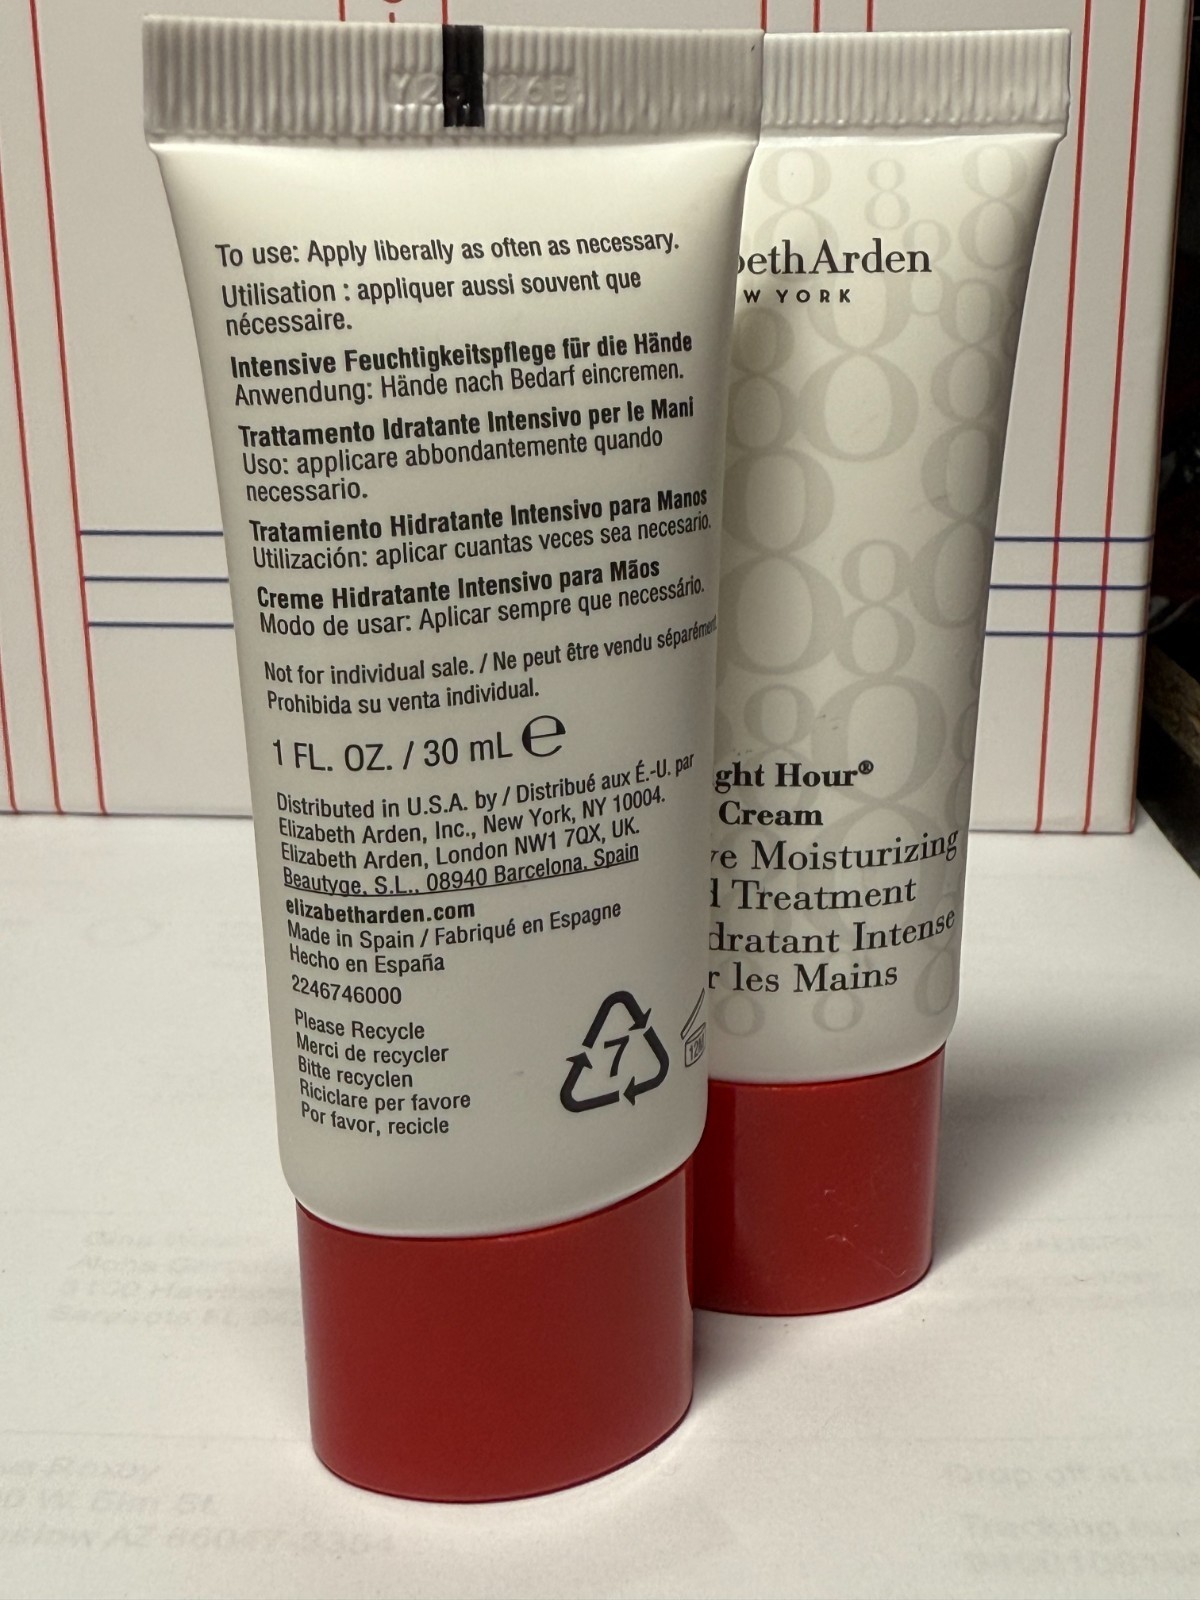 To use: Apply liberally as often as necessary.
Utilisation : appliquer aussi souvent que
nécessaire.
Intensive Feuchtigkeitspflege für die Hände
Anwendung: Hände nach Bedarf eincremen.
Trattamento Idratante Intensivo per le Mani
Uso: applicare abbondantemente quando
necessario.
Tratamiento Hidratante Intensivo para Manos
Utilización: aplicar cuantas veces sea necesario.
Creme Hidratante Intensivo para Mãos
Modo de usar: Aplicar sempre que necessário.
Not for individual sale. / Ne peut être vendu séparément.
Prohibida su venta individual.
1 FL. OZ. / 30 mL ℮
Distributed in U.S.A. by / Distribué aux É.-U. par
Elizabeth Arden, Inc., New York, NY 10004.
Elizabeth Arden, London NW1 7QX, UK.
Beautyge, S.L., 08940 Barcelona, Spain
elizabetharden.com
Made in Spain / Fabriqué en Espagne
Hecho en España
2246746000
Please Recycle
Merci de recycler
Bitte recyclen
Riciclare per favore
Por favor, recicle
7
12M
beth Arden
W YORK
ght Hour®
Cream
ve Moisturizing
d Treatment
dratant Intense
r les Mains